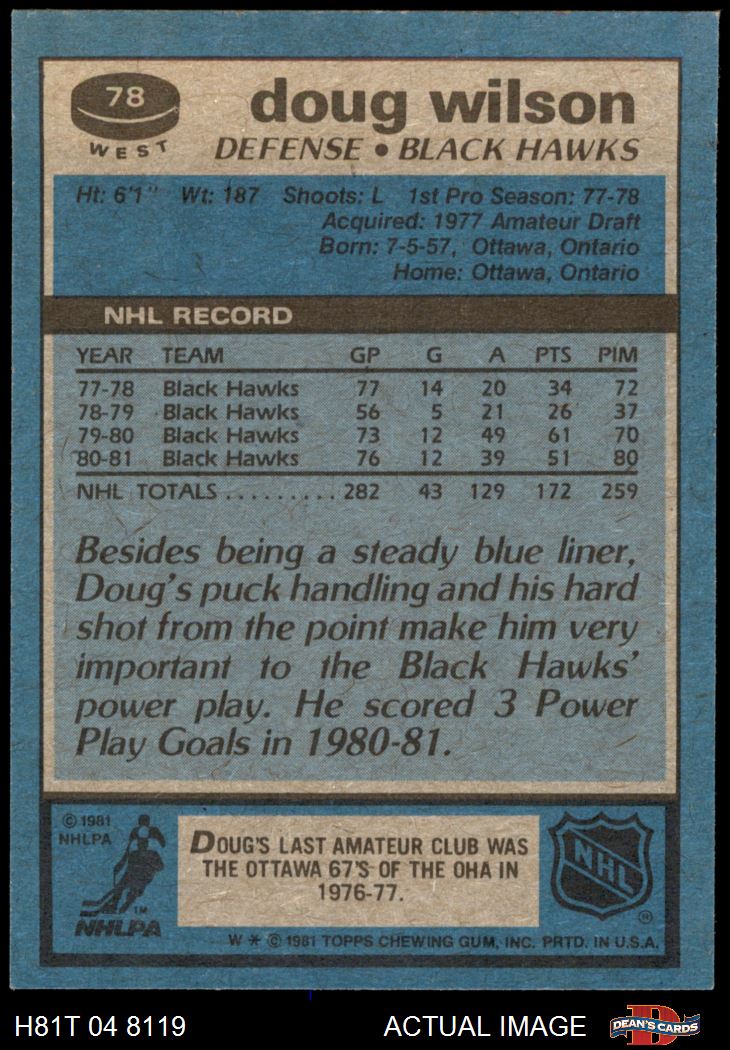 78
WEST
doug wilson
DEFENSE • BLACK HAWKS
Ht: 6'1" Wt: 187 Shoots: L 1st Pro Season: 77-78
Acquired: 1977 Amateur Draft
Born: 7-5-57, Ottawa, Ontario
Home: Ottawa, Ontario
NHL RECORD
YEAR TEAM GP G A PTS PIM
77-78 Black Hawks 77 14 20 34 72
78-79 Black Hawks 56 5 21 26 37
79-80 Black Hawks 73 12 49 61 70
80-81 Black Hawks 76 12 39 51 80
NHL TOTALS.........282 43 129 172 259
Besides being a steady blue liner,
Doug's puck handling and his hard
shot from the point make him very
important to the Black Hawks'
power play. He scored 3 Power
Play Goals in 1980-81.
© 1981
NHLPA
TM
NHLPA
DOUG'S LAST AMATEUR CLUB WAS
THE OTTAWA 67'S OF THE OHA IN
1976-77.
NHL
®
W * © 1981 TOPPS CHEWING GUM, INC. PRTD. IN U.S.A.
H81T 04 8119 ACTUAL IMAGE
D
DEAN'S CARDS